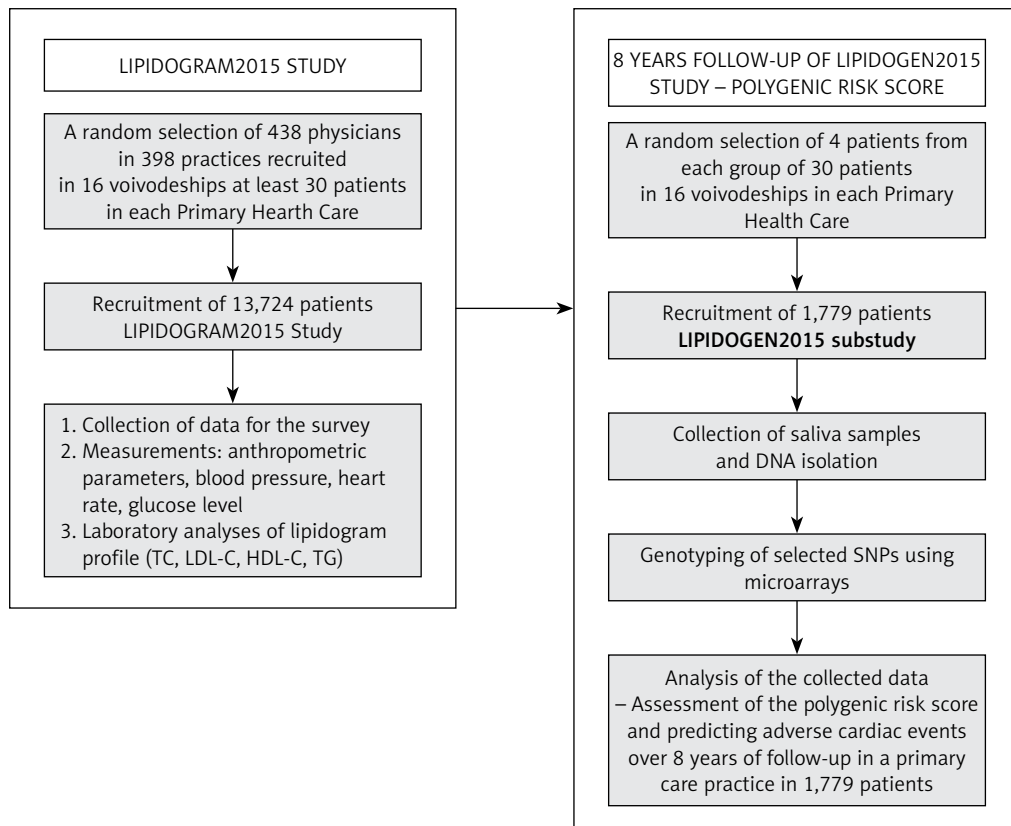 LIPIDOGRAM2015 STUDY
A random selection of 438 physicians
in 398 practices recruited
in 16 voivodeships at least 30 patients
in each Primary Hearth Care
Recruitment of 13,724 patients
LIPIDOGRAM2015 Study
1. Collection of data for the survey
2. Measurements: anthropometric
parameters, blood pressure, heart
rate, glucose level
3. Laboratory analyses of lipidogram
profile (TC, LDL-C, HDL-C, TG)
8 YEARS FOLLOW-UP OF LIPIDOGEN2015
STUDY – POLYGENIC RISK SCORE
A random selection of 4 patients from
each group of 30 patients
in 16 voivodeships in each Primary
Health Care
Recruitment of 1,779 patients
LIPIDOGEN2015 substudy
Collection of saliva samples
and DNA isolation
Genotyping of selected SNPs using
microarrays
Analysis of the collected data
– Assessment of the polygenic risk score
and predicting adverse cardiac events
over 8 years of follow-up in a primary
care practice in 1,779 patients